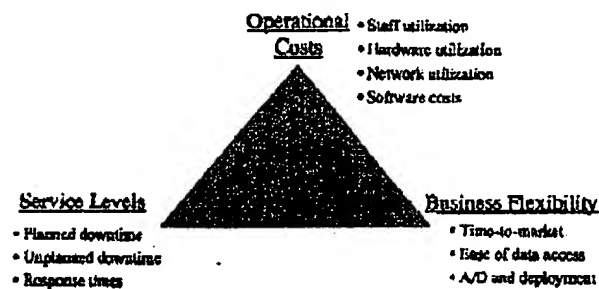 Operational
Costs
• Staff utilization
• Hardware utilization
• Network utilization
• Software costs
Service Levels
• Planned downtime
• Unplanned downtime
• Response times
Business Flexibility
• Time-to-market
• Ease of data access
• A/D and deployment